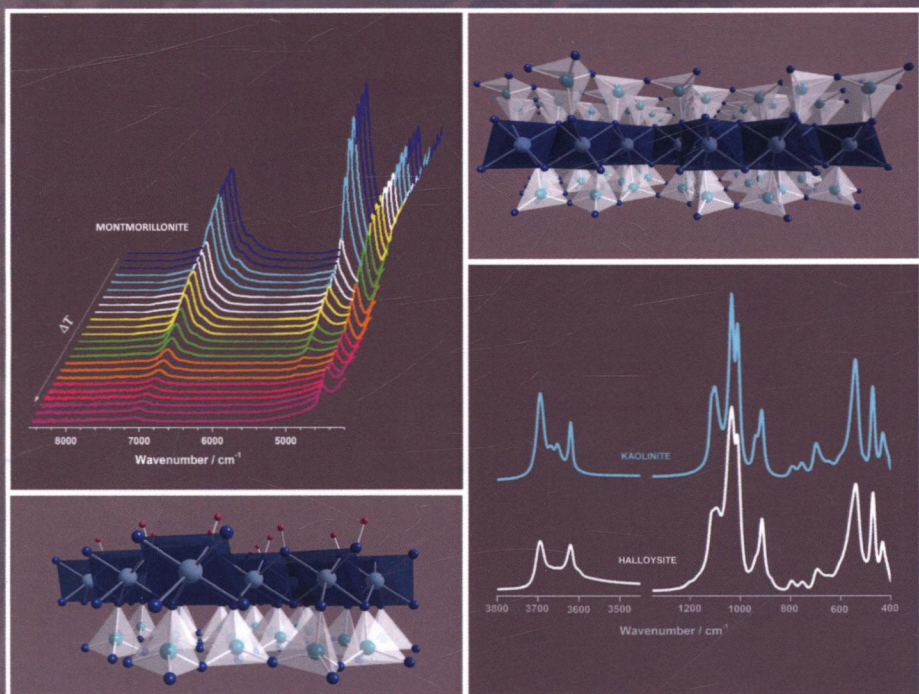 MONTMORILLONITE
ΔT
8000 7000 6000 5000
Wavenumber / cm⁻¹
KAOLINITE
HALLOYSITE
3800 3700 3600 3500 1200 1000 800 600 400
Wavenumber / cm⁻¹